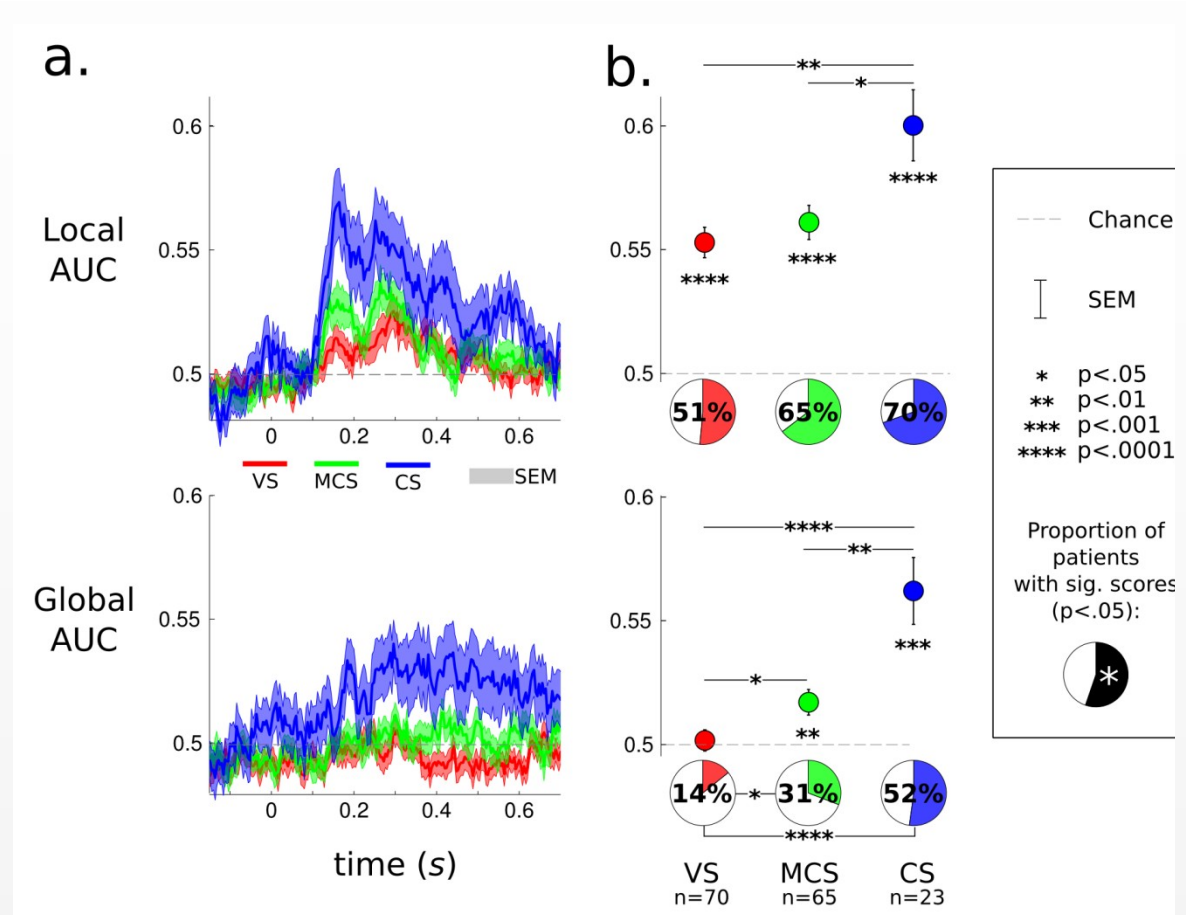 a.
Local
AUC
0.6
0.55
0.5
0
0.2
0.4
0.6
VS
MCS
CS
SEM
Global
AUC
0.6
0.55
0.5
0
0.2
0.4
0.6
time (s)
b.
**
*
0.6
****
0.55
****
****
0.5
51%
65%
70%
0.6
****
**
0.55
***
*
**
0.5
14%
*
31%
52%
****
VS
MCS
CS
n=70
n=65
n=23
Chance
SEM
* p<.05
** p<.01
*** p<.001
**** p<.0001
Proportion of
patients
with sig. scores
(p<.05):
*